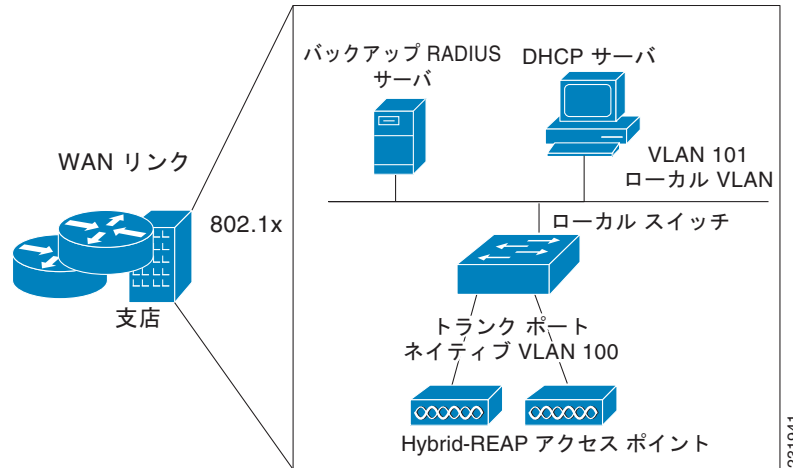 バックアップ RADIUS
サーバ
DHCP サーバ
WAN リンク
VLAN 101
ローカル VLAN
802.1x
ローカル スイッチ
支店
トランク ポート
ネイティブ VLAN 100
Hybrid-REAP アクセス ポイント
231941